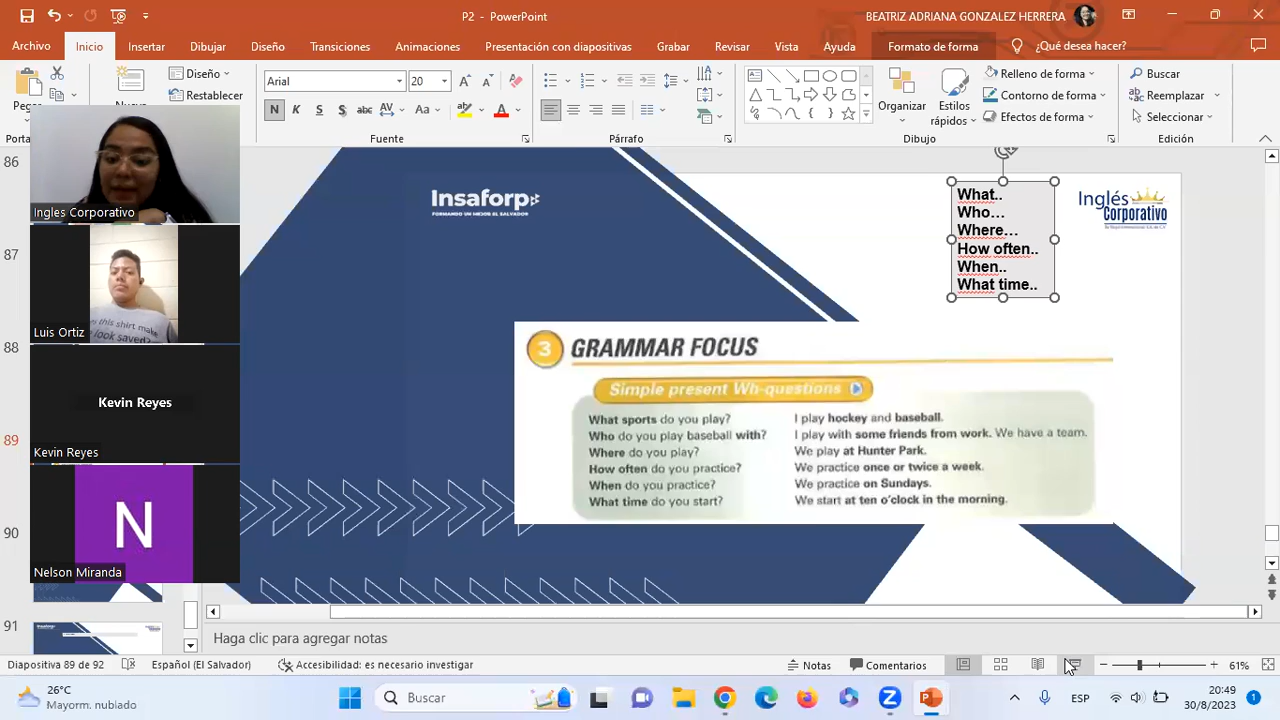 P2 - PowerPoint
BEATRIZ ADRIANA GONZALEZ HERRERA
Archivo Inicio Insertar Dibujar Diseño Transiciones Animaciones Presentación con diapositivas Grabar Revisar Vista Ayuda Formato de forma ¿Qué desea hacer?
Diseño
Restablecer
Arial 20
Fuente
Párrafo
Organizar
Estilos rápidos
Relleno de forma
Contorno de forma
Efectos de forma
Dibujo
Buscar
Reemplazar
Seleccionar
Edición
Ingles Corporativo
Luis Ortiz
Kevin Reyes
Kevin Reyes
N
Nelson Miranda
86
87
88
89
90
91
Insaforp
FORMANDO UN MEJOR EL SALVADOR
What..
Who...
Where...
How often..
When..
What time..
Inglés
Corporativo
3 GRAMMAR FOCUS
Simple present Wh-questions
What sports do you play? I play hockey and baseball.
Who do you play baseball with? I play with some friends from work. We have a team.
Where do you play? We play at Hunter Park.
How often do you practice? We practice once or twice a week.
When do you practice? We practice on Sundays.
What time do you start? We start at ten o'clock in the morning.
Haga clic para agregar notas
Diapositiva 89 de 92 Español (El Salvador) Accesibilidad: es necesario investigar Notas Comentarios 61%
26°C
Mayorm. nublado
Buscar
ESP
20:49
30/8/2023
1